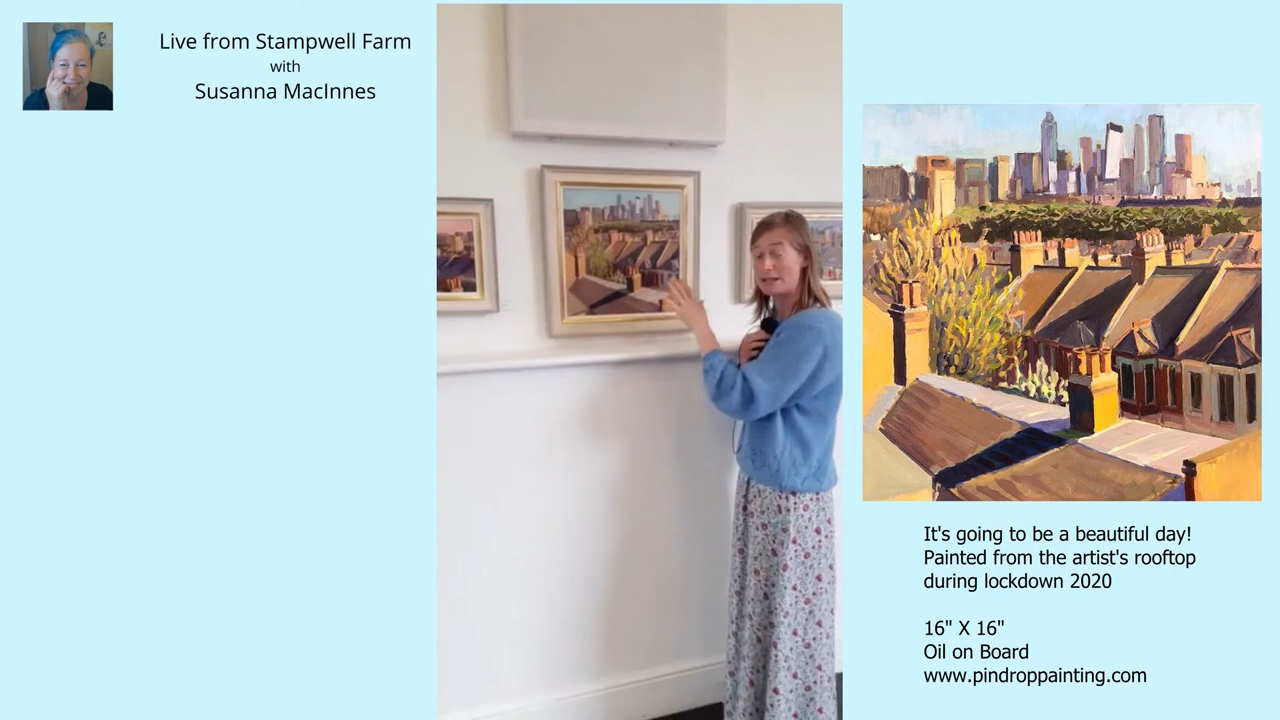 Live from Stampwell Farm
with
Susanna MacInnes
It's going to be a beautiful day!
Painted from the artist's rooftop
during lockdown 2020
16" X 16"
Oil on Board
www.pindroppainting.com